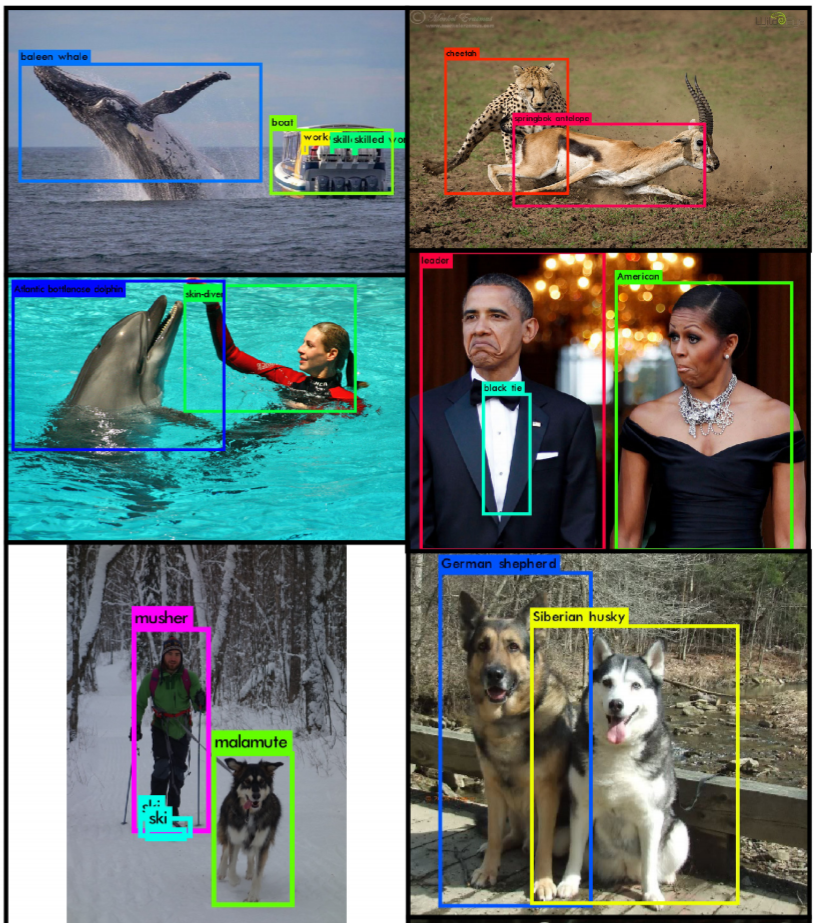 baleen whale
boat
work
skill
skilled wor
cheetah
springbok antelope
Atlantic bottlenose dolphin
skin-diver
leader
American
black tie
musher
malamute
ski
ski
German shepherd
Siberian husky